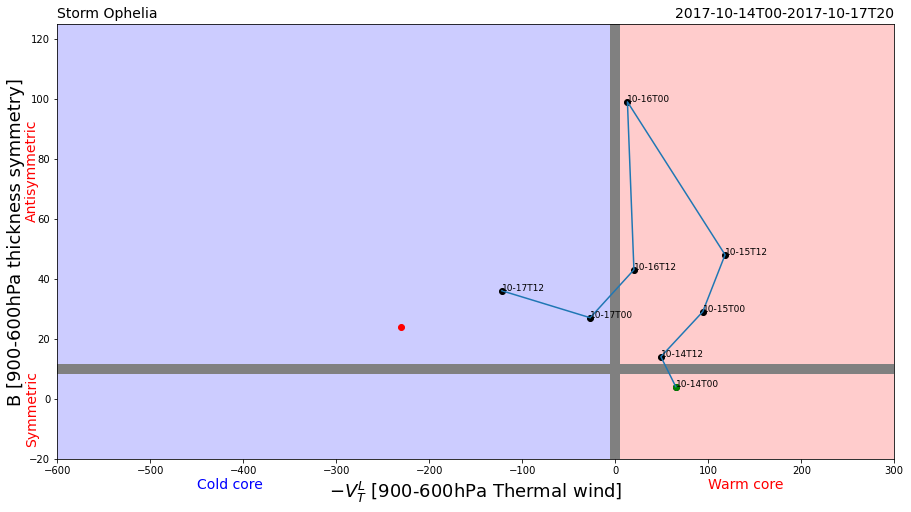 Storm Ophelia
2017-10-14T00-2017-10-17T20
B [900-600hPa thickness symmetry]
Antisymmetric
Symmetric
120
100
80
60
40
20
0
−20
10-16T00
10-15T12
10-16T12
10-17T12
10-15T00
10-17T00
10-14T12
10-14T00
−600 −500 −400 −300 −200 −100 0 100 200 300
Cold core
Warm core
$-V_T^L$ [900-600hPa Thermal wind]